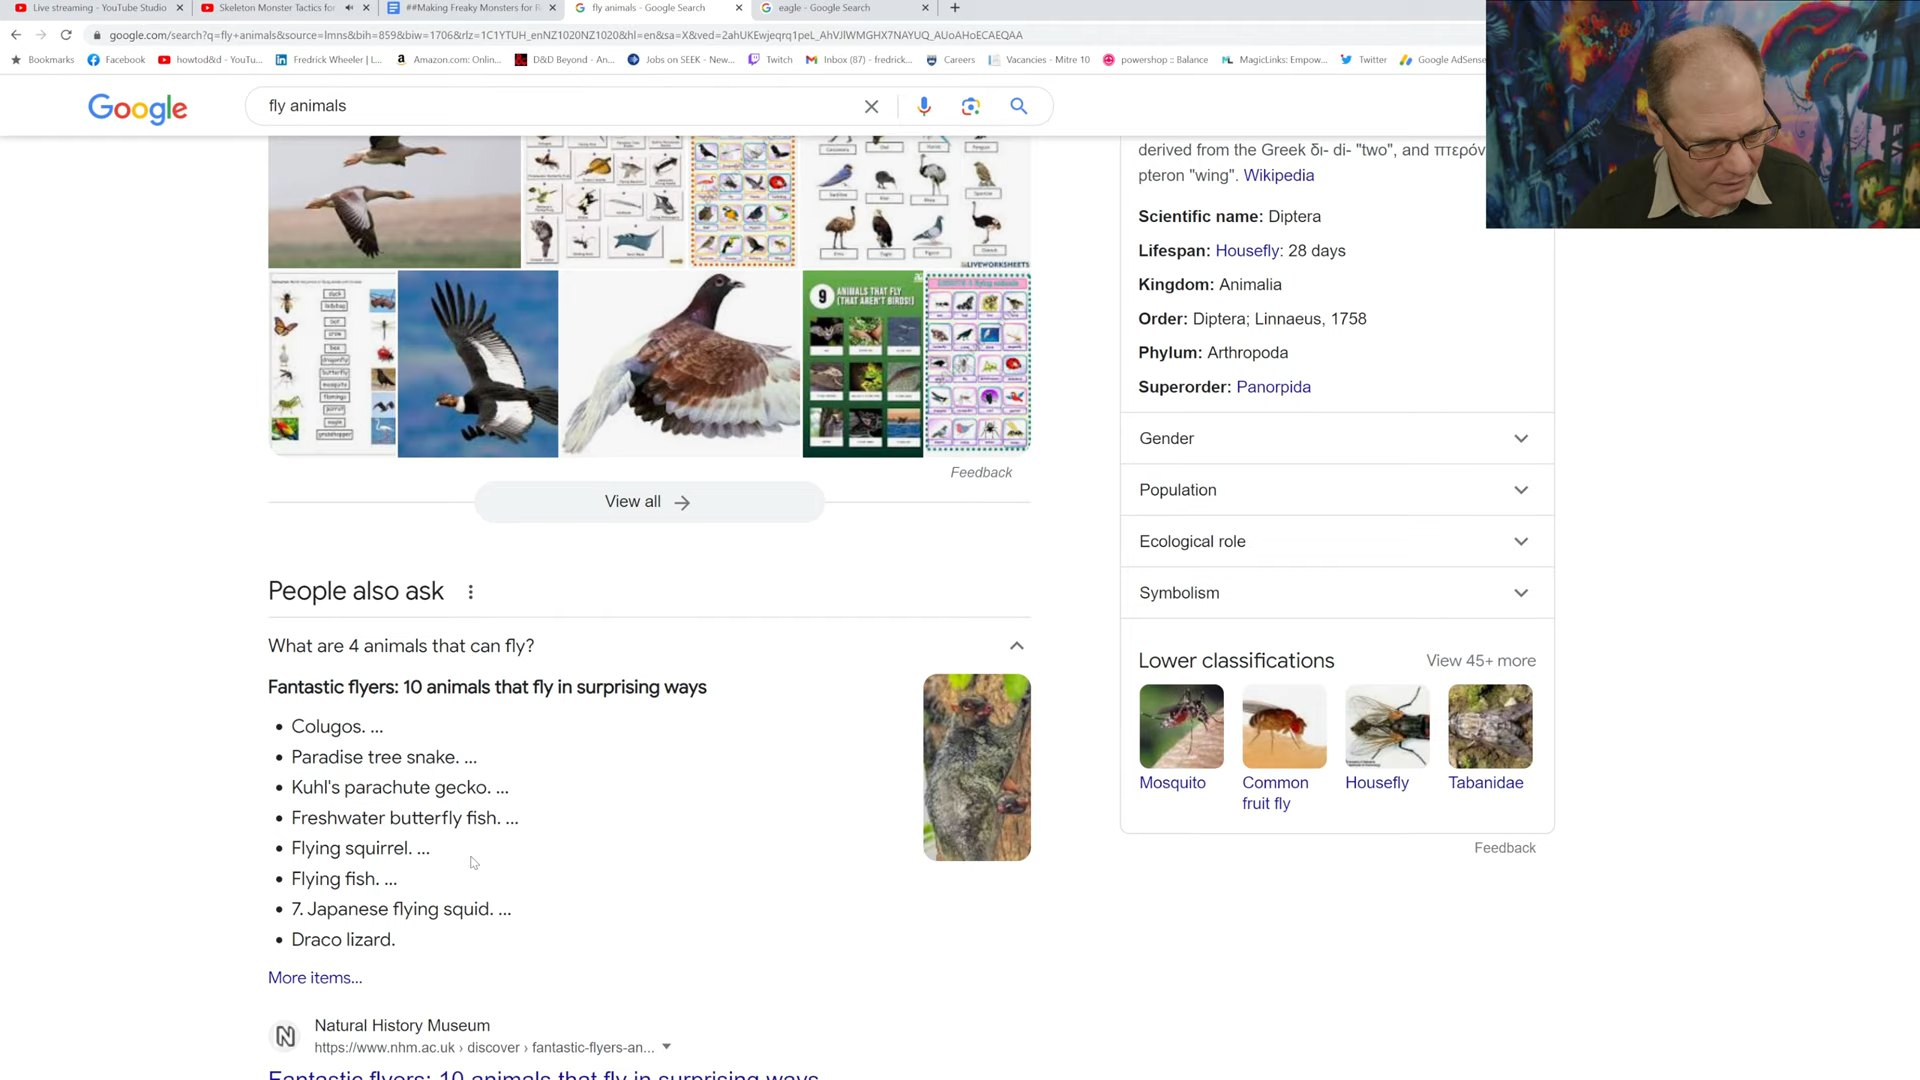 Live streaming - YouTube Studio
Skeleton Monster Tactics for
##Making Freaky Monsters for
fly animals - Google Search
eagle - Google Search
google.com/search?q=fly+animals&source=lmns&bih=859&biw=1706&rlz=1C1YTUH_enNZ1020NZ1020&hl=en&sa=X&ved=2ahUKEwjeqrq1peL_AhVJlWMGHX7NAYUQ_AUoAHoECAEQAA
Bookmarks
Facebook
howtod&d - YouTu...
Fredrick Wheeler | L...
Amazon.com: Onlin...
D&D Beyond - An...
Jobs on SEEK - New...
Twitch
Inbox (87) - fredrick...
Careers
Vacancies - Mitre 10
powershop :: Balance
MagicLinks: Empow...
Twitter
Google AdSense
Google
fly animals
LIVEWORKSHEETS
9 ANIMALS THAT FLY
(THAT AREN'T BIRDS!)
Feedback
View all
People also ask
What are 4 animals that can fly?
Fantastic flyers: 10 animals that fly in surprising ways
• Colugos. ...
• Paradise tree snake. ...
• Kuhl's parachute gecko. ...
• Freshwater butterfly fish. ...
• Flying squirrel. ...
• Flying fish. ...
• 7. Japanese flying squid. ...
• Draco lizard.
More items...
N
Natural History Museum
https://www.nhm.ac.uk › discover › fantastic-flyers-an...
Fantastic flyers: 10 animals that fly in surprising ways
derived from the Greek δι- di- "two", and πτερόν
pteron "wing". Wikipedia
Scientific name: Diptera
Lifespan: Housefly: 28 days
Kingdom: Animalia
Order: Diptera; Linnaeus, 1758
Phylum: Arthropoda
Superorder: Panorpida
Gender
Population
Ecological role
Symbolism
Lower classifications
View 45+ more
Mosquito
Common
fruit fly
Housefly
Tabanidae
Feedback